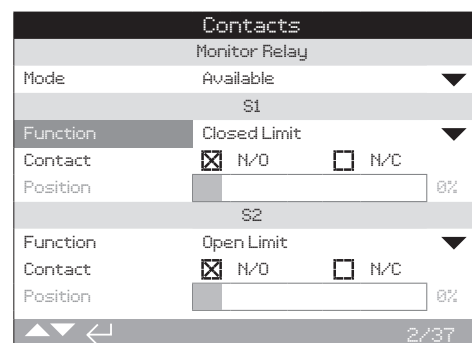 Contacts
Monitor Relay
Mode Available
S1
Function Closed Limit
Contact N/O N/C
Position 0%
S2
Function Open Limit
Contact N/O N/C
Position 0%
2/37